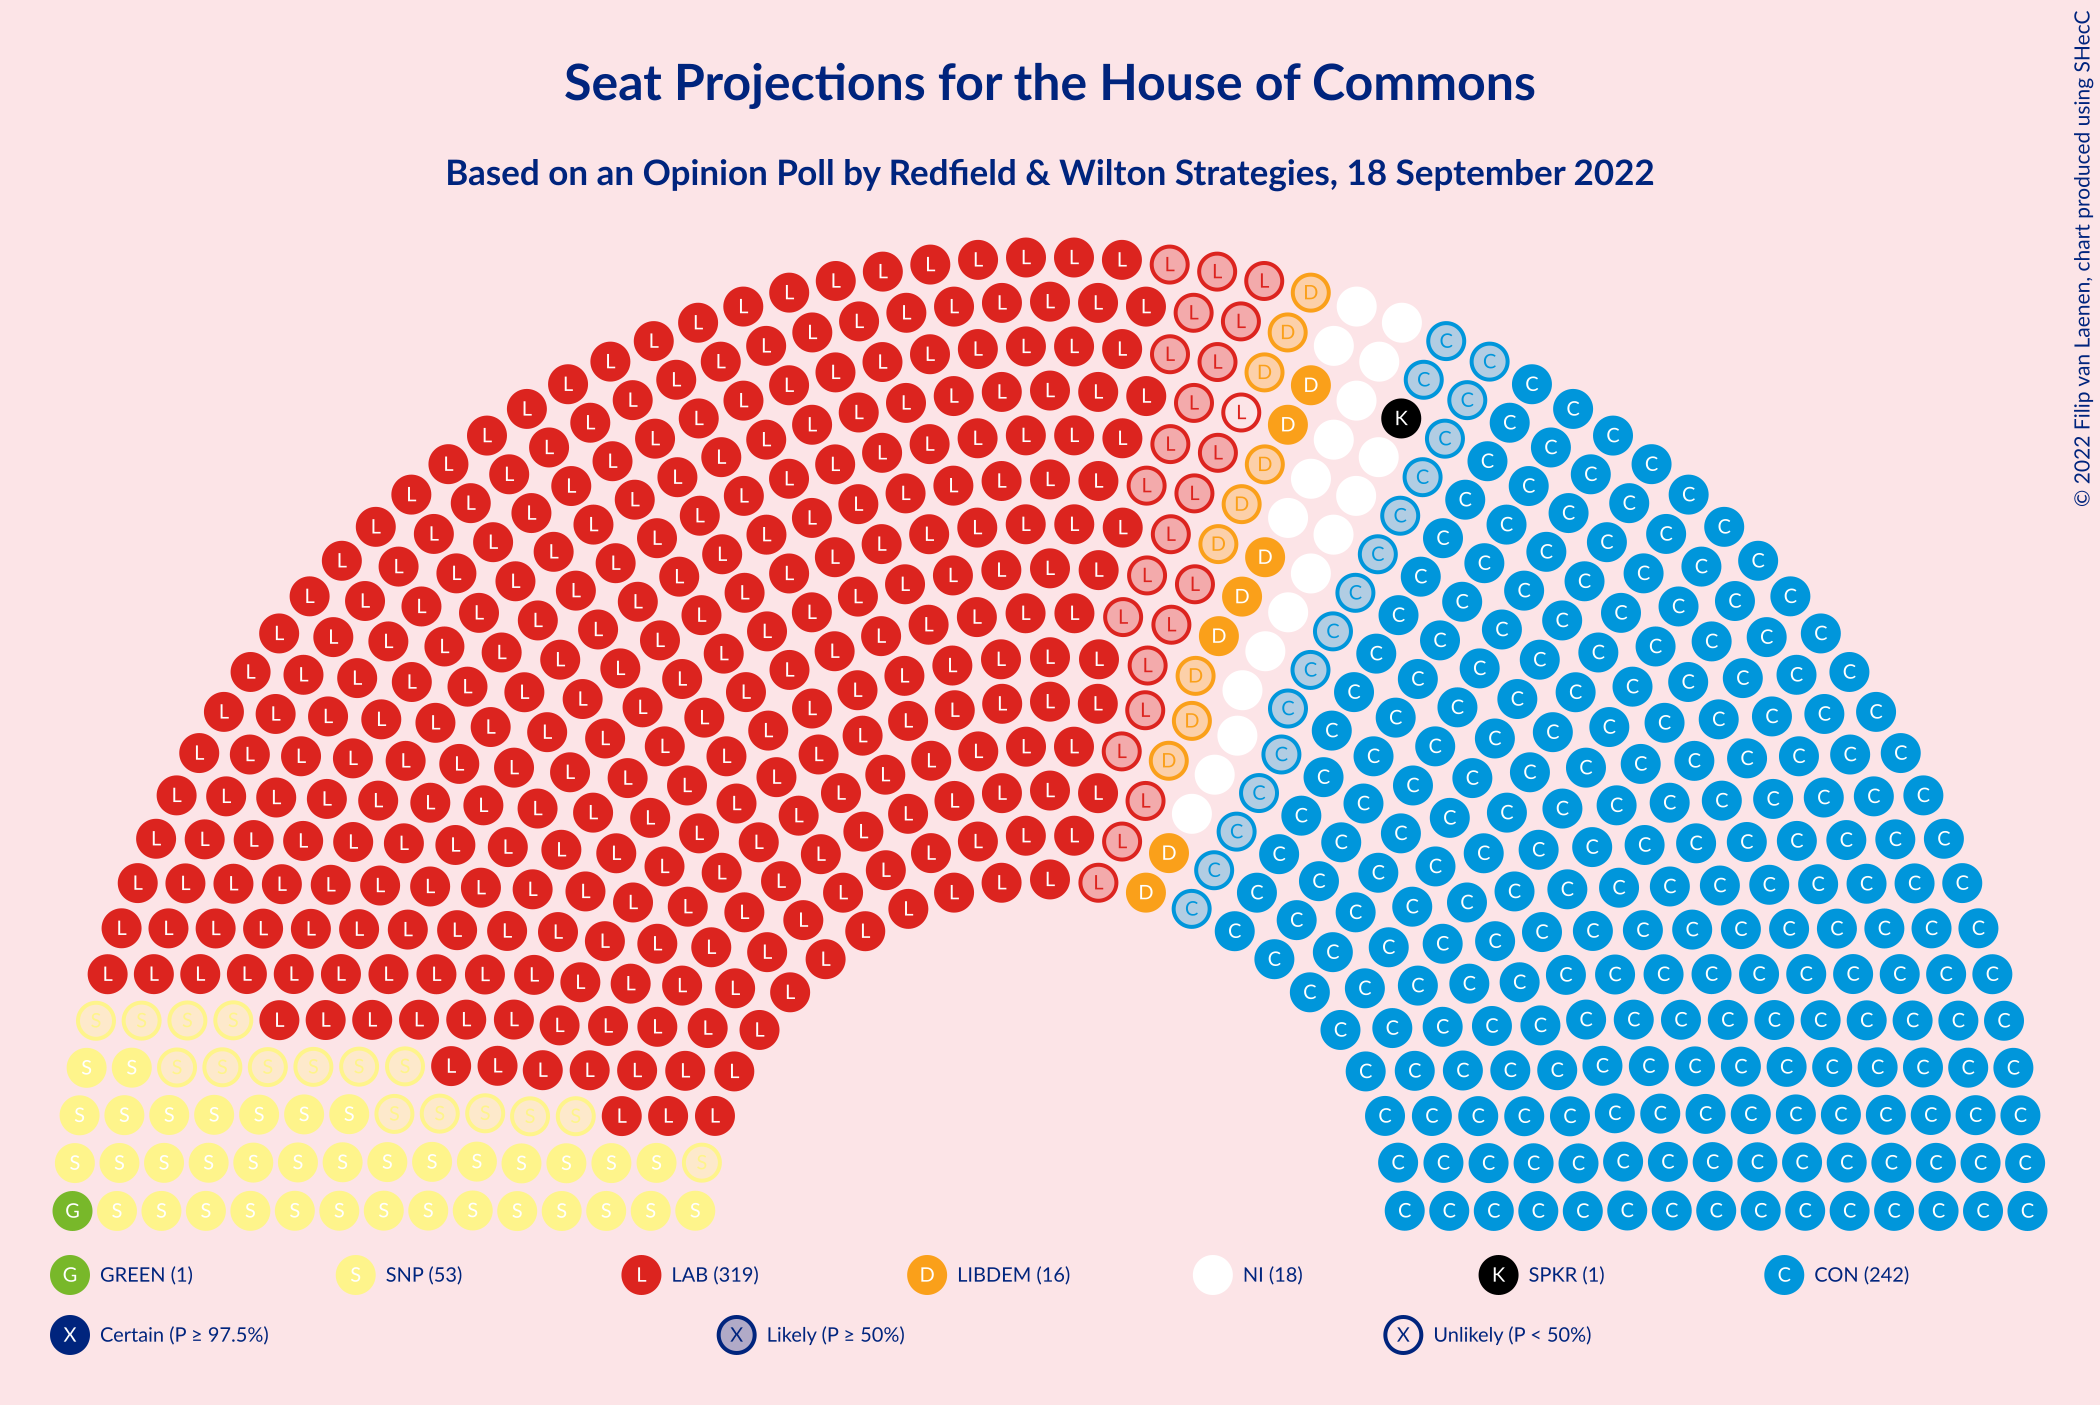 Seat Projections for the House of Commons
Based on an Opinion Poll by Redfield & Wilton Strategies, 18 September 2022
© 2022 Filip van Laenen, chart produced using SHecC
G GREEN (1)
S SNP (53)
L LAB (319)
D LIBDEM (16)
NI (18)
K SPKR (1)
C CON (242)
X Certain (P ≥ 97.5%)
X Likely (P ≥ 50%)
X Unlikely (P < 50%)